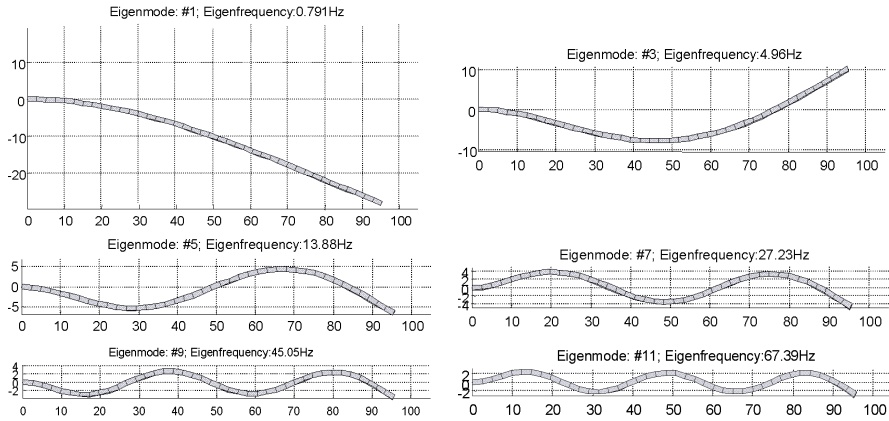 Eigenmode: #1; Eigenfrequency:0.791Hz
10
0
-10
-20
0 10 20 30 40 50 60 70 80 90 100
Eigenmode: #3; Eigenfrequency:4.96Hz
10
0
-10
0 10 20 30 40 50 60 70 80 90 100
Eigenmode: #5; Eigenfrequency:13.88Hz
5
0
-5
0 10 20 30 40 50 60 70 80 90 100
Eigenmode: #7; Eigenfrequency:27.23Hz
4
2
0
-2
-4
0 10 20 30 40 50 60 70 80 90 100
Eigenmode: #9; Eigenfrequency:45.05Hz
4
2
0
-2
0 10 20 30 40 50 60 70 80 90 100
Eigenmode: #11; Eigenfrequency:67.39Hz
2
0
-2
0 10 20 30 40 50 60 70 80 90 100